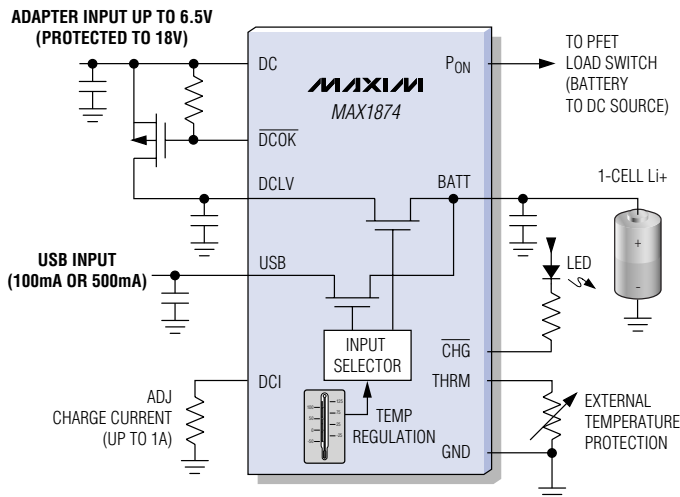 ADAPTER INPUT UP TO 6.5V
(PROTECTED TO 18V)
DC
MAXIM
MAX1874
PON
TO PFET
LOAD SWITCH
(BATTERY
TO DC SOURCE)
DCOK
DCLV
BATT
1-CELL Li+
+
-
USB INPUT
(100mA OR 500mA)
USB
LED
INPUT
SELECTOR
CHG
DCI
THRM
ADJ
CHARGE CURRENT
(UP TO 1A)
TEMP
REGULATION
EXTERNAL
TEMPERATURE
PROTECTION
GND